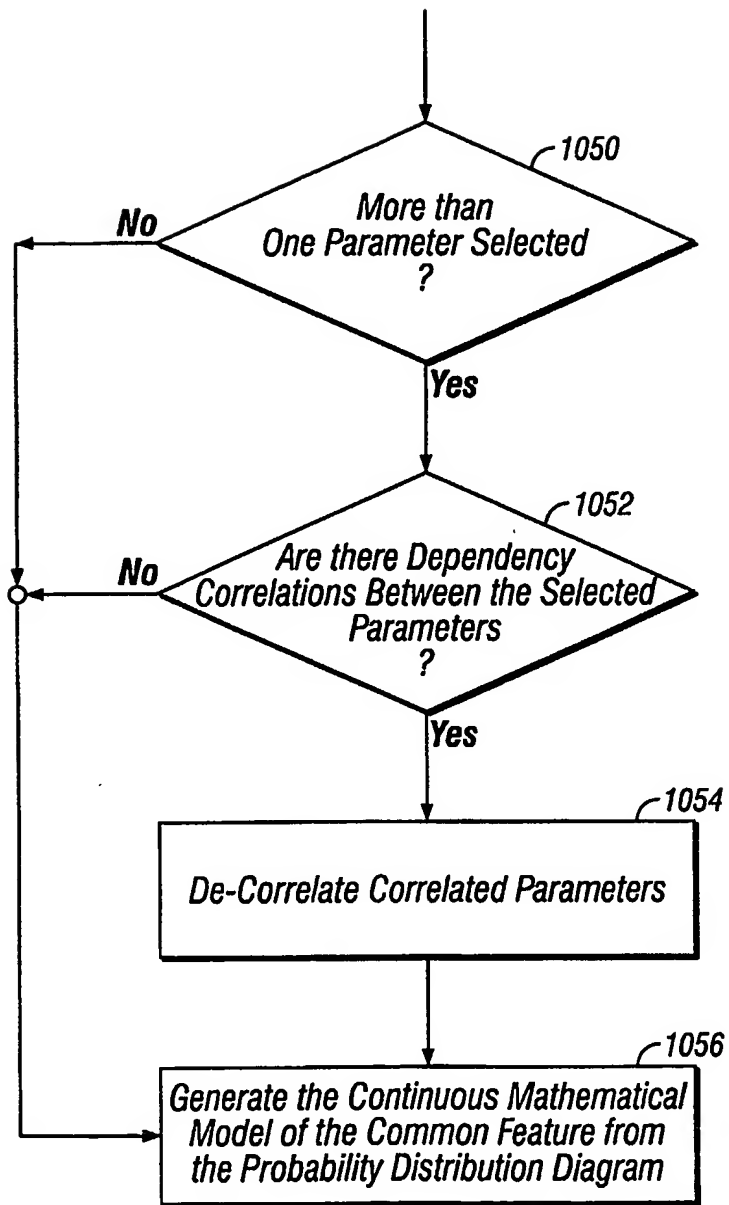 1050
More than
No
One Parameter Selected
?
Yes
1052
Are there Dependency
No
Correlations Between the Selected
Parameters
?
Yes
1054
De-Correlate Correlated Parameters
1056
Generate the Continuous Mathematical
Model of the Common Feature from
the Probability Distribution Diagram